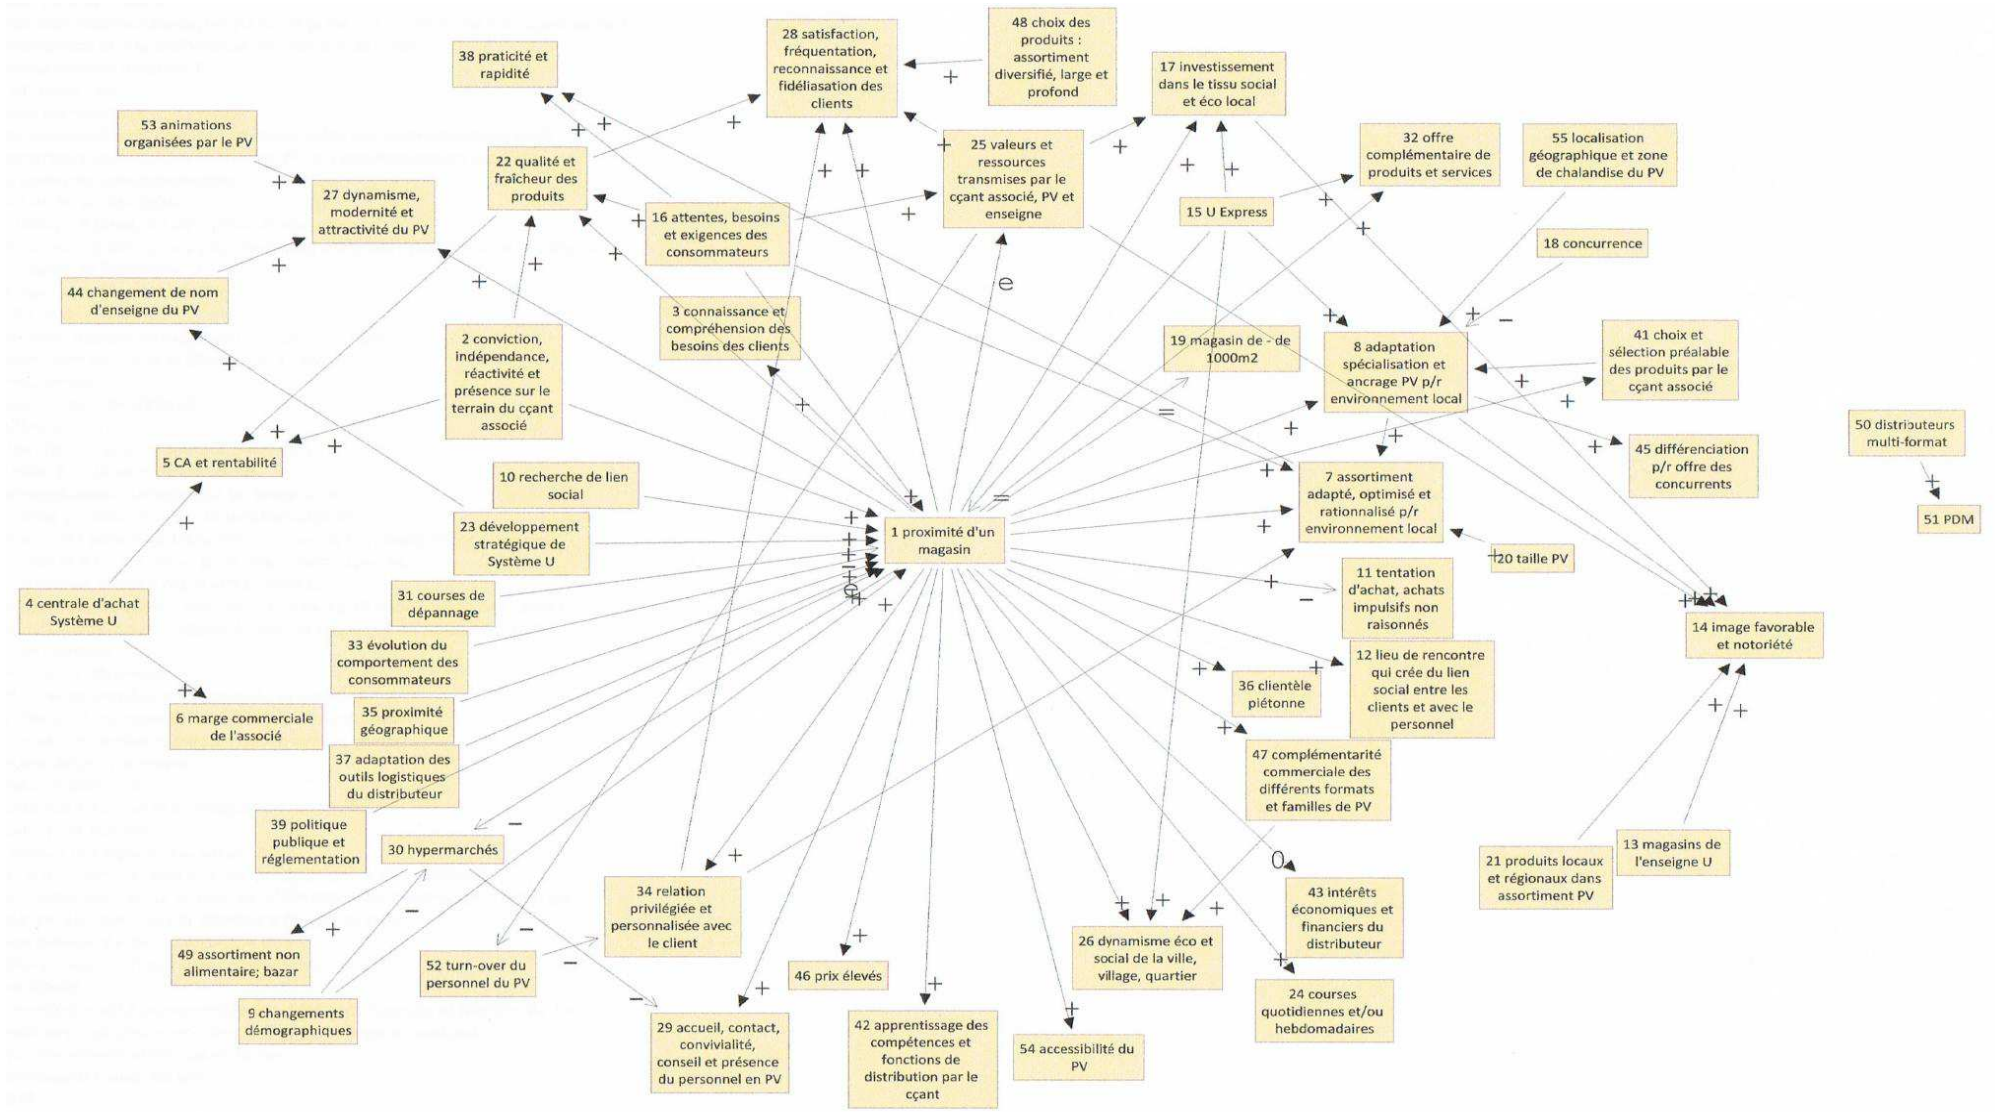 38 praticité et
rapidité
28 satisfaction,
fréquentation,
reconnaissance et
fidéliasation des
clients
48 choix des
produits :
assortiment
diversifié, large et
profond
17 investissement
dans le tissu social
et éco local
53 animations
organisées par le PV
22 qualité et
fraîcheur des
produits
25 valeurs et
ressources
transmises par le
cçant associé, PV et
enseigne
32 offre
complémentaire de
produits et services
55 localisation
géographique et zone
de chalandise du PV
27 dynamisme,
modernité et
attractivité du PV
16 attentes, besoins
et exigences des
consommateurs
15 U Express
18 concurrence
44 changement de nom
d'enseigne du PV
3 connaissance et
compréhension des
besoins des clients
2 conviction,
indépendance,
réactivité et
présence sur le
terrain du cçant
associé
19 magasin de - de
1000m2
8 adaptation
spécialisation et
ancrage PV p/r
environnement local
41 choix et
sélection préalable
des produits par le
cçant associé
5 CA et rentabilité
10 recherche de lien
social
7 assortiment
adapté, optimisé et
rationnalisé p/r
environnement local
45 différenciation
p/r offre des
concurrents
50 distributeurs
multi-format
51 PDM
23 développement
stratégique de
Système U
1 proximité d'un
magasin
20 taille PV
4 centrale d'achat
Système U
31 courses de
dépannage
11 tentation
d'achat, achats
impulsifs non
raisonnés
14 image favorable
et notoriété
33 évolution du
comportement des
consommateurs
12 lieu de rencontre
qui crée du lien
social entre les
clients et avec le
personnel
36 clientèle
piétonne
6 marge commerciale
de l'associé
35 proximité
géographique
37 adaptation des
outils logistiques
du distributeur
47 complémentarité
commerciale des
différents formats
et familles de PV
39 politique
publique et
réglementation
30 hypermarchés
13 magasins de
l'enseigne U
21 produits locaux
et régionaux dans
assortiment PV
34 relation
privilégiée et
personnalisée avec
le client
43 intérêts
économiques et
financiers du
distributeur
49 assortiment non
alimentaire; bazar
52 turn-over du
personnel du PV
46 prix élevés
26 dynamisme éco et
social de la ville,
village, quartier
9 changements
démographiques
24 courses
quotidiennes et/ou
hebdomadaires
29 accueil, contact,
convivialité,
conseil et présence
du personnel en PV
42 apprentissage des
compétences et
fonctions de
distribution par le
cçant
54 accessibilité du
PV